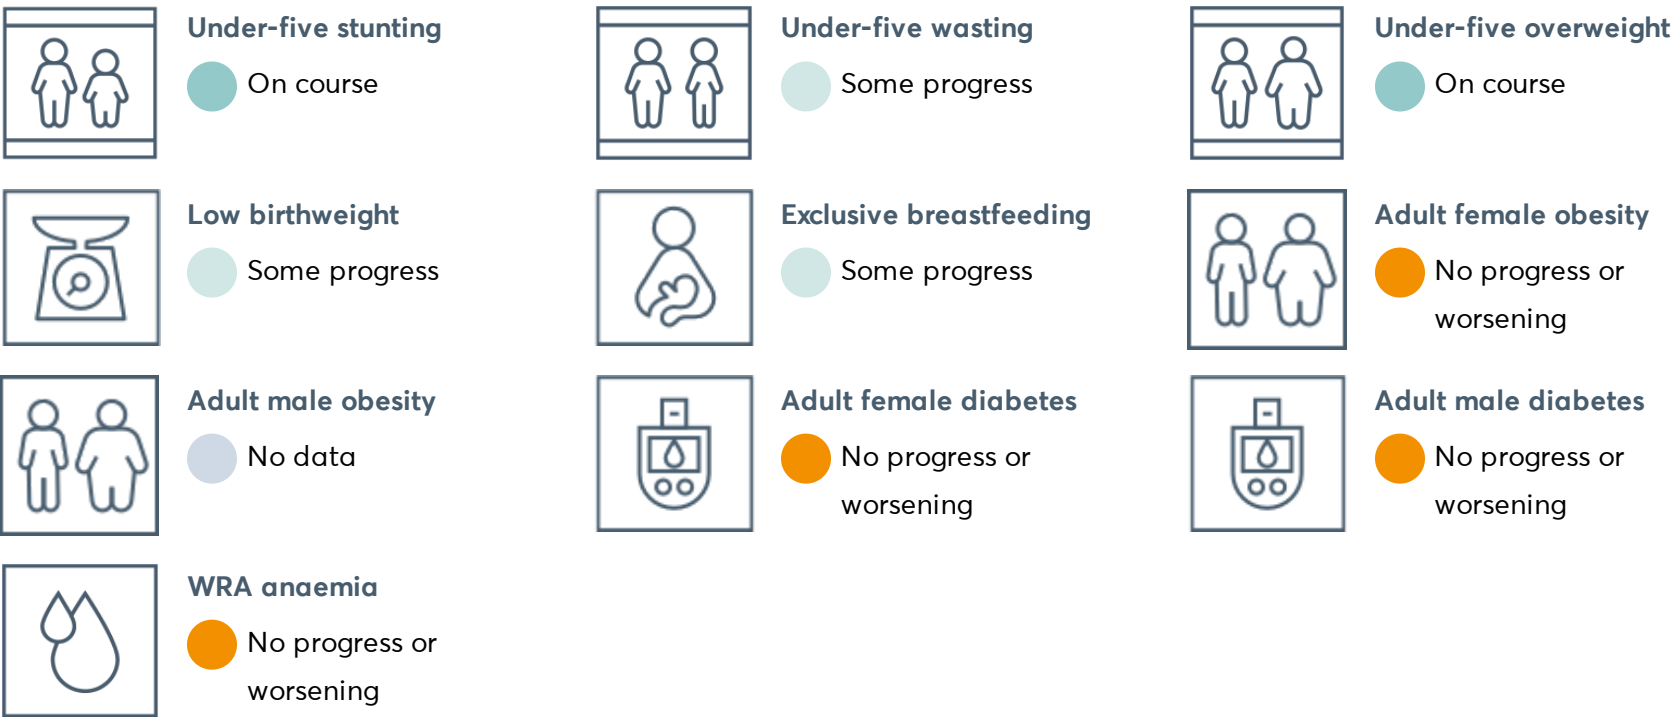 Under-five stunting
On course
Under-five wasting
Some progress
Under-five overweight
On course
Low birthweight
Some progress
Exclusive breastfeeding
Some progress
Adult female obesity
No progress or
worsening
Adult male obesity
No data
Adult female diabetes
No progress or
worsening
Adult male diabetes
No progress or
worsening
WRA anaemia
No progress or
worsening